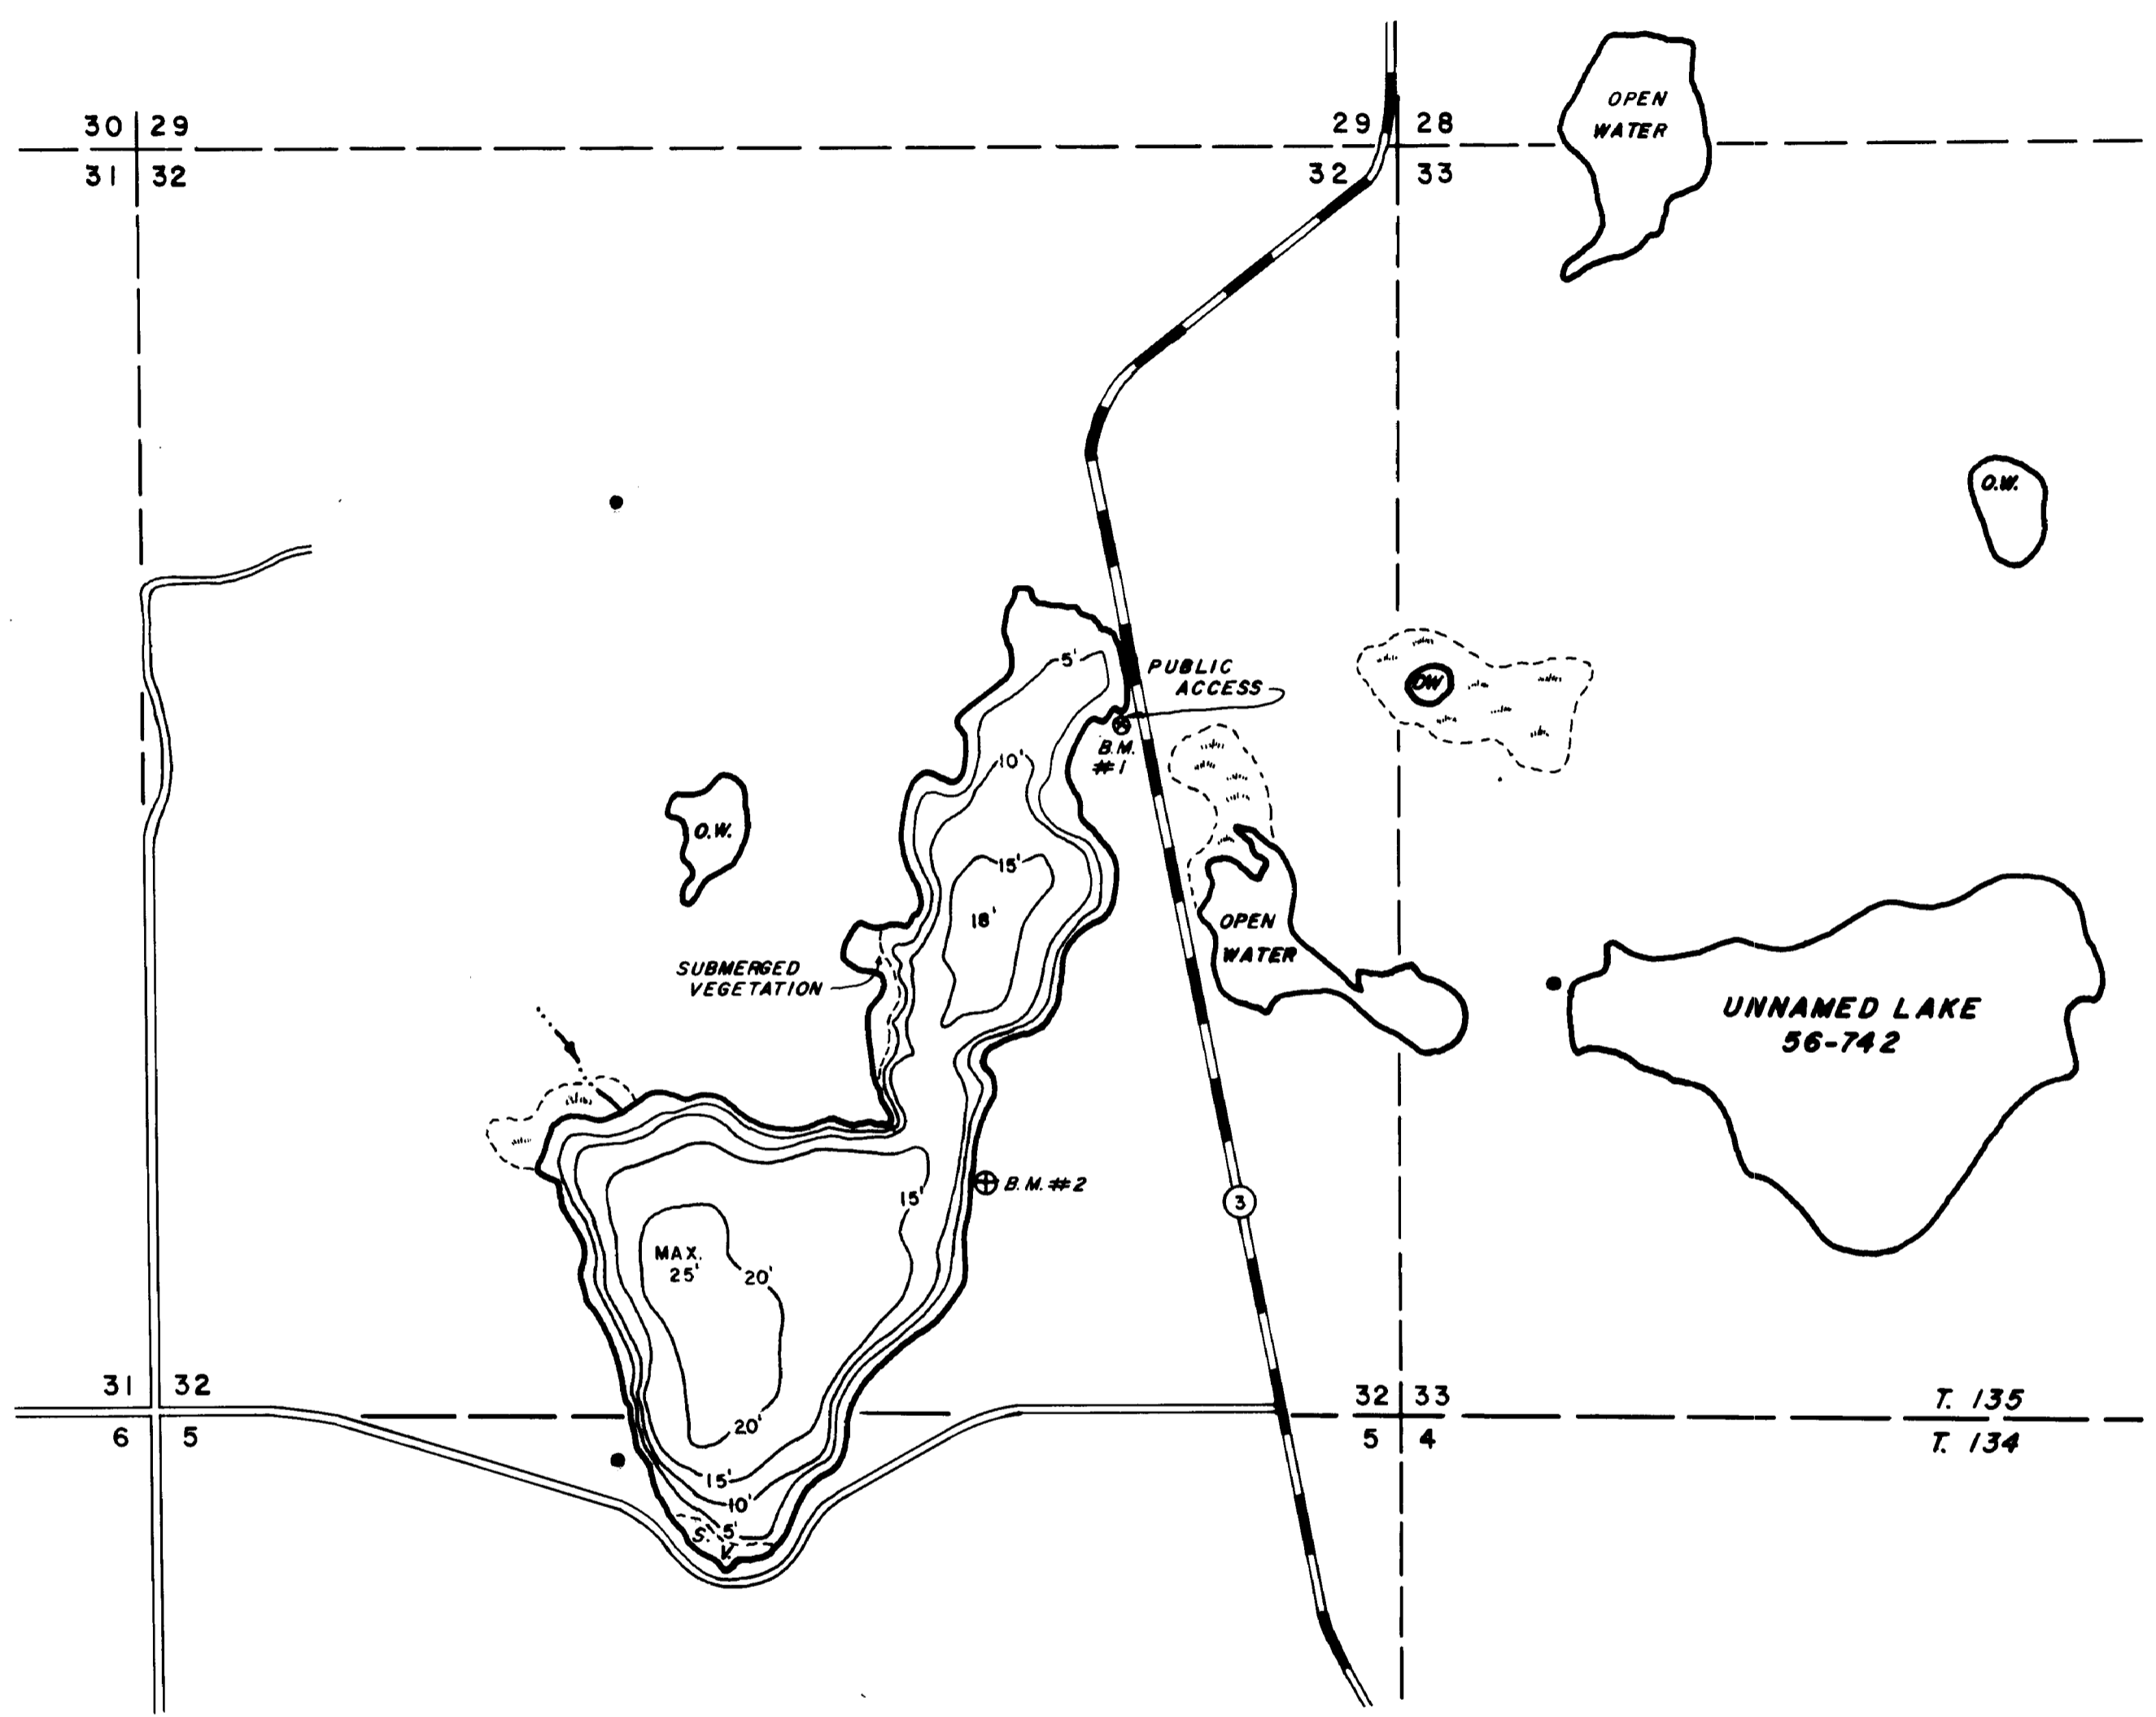 OPEN
WATER
30 29
29 28
31 32
32 33
O.W.
5'
PUBLIC
ACCESS
OW
B.M.
#1
10'
O.W.
15'
18'
OPEN
WATER
SUBMERGED
VEGETATION
UNNAMED LAKE
56-742
B.M. #2
15'
3
MAX.
25'
20'
31 32
32 33
T. 135
6 5
5 4
T. 134
20'
15'
10'
5'
S.
V.